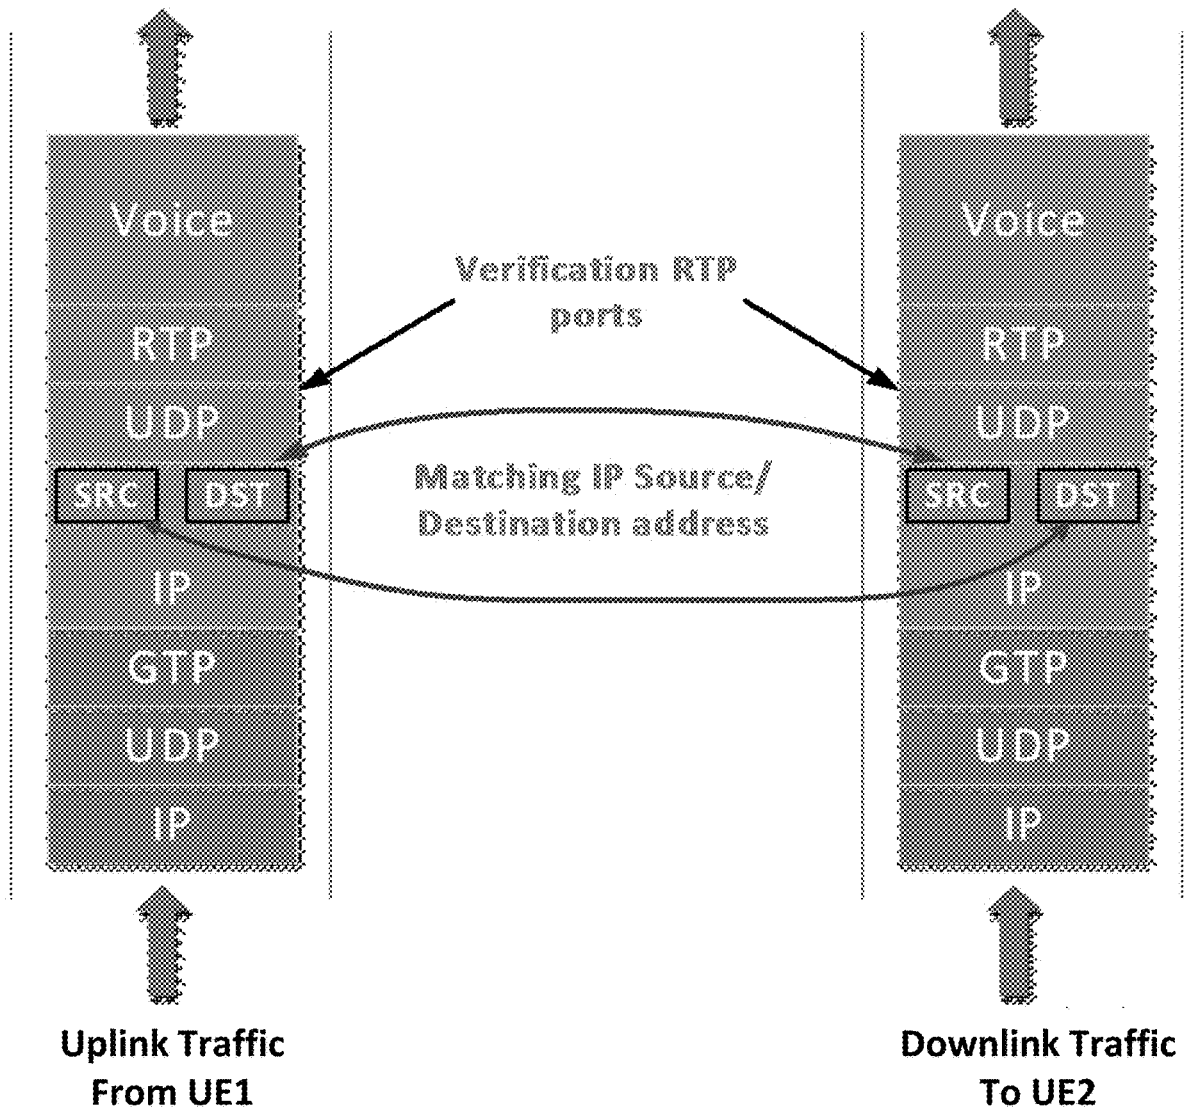 Voice
RTP
UDP
SRC DST
IP
GTP
UDP
IP
Uplink Traffic
From UE1
Verification RTP
ports
Matching IP Source/
Destination address
Voice
RTP
UDP
SRC DST
IP
GTP
UDP
IP
Downlink Traffic
To UE2